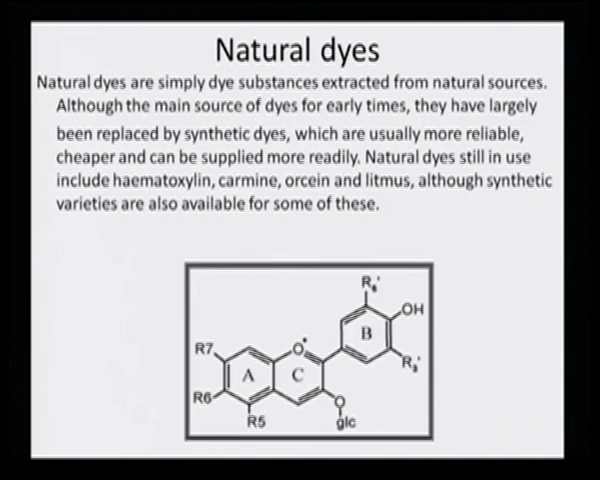 Natural dyes
Natural dyes are simply dye substances extracted from natural sources.
Although the main source of dyes for early times, they have largely
been replaced by synthetic dyes, which are usually more reliable,
cheaper and can be supplied more readily. Natural dyes still in use
include haematoxylin, carmine, orcein and litmus, although synthetic
varieties are also available for some of these.
OH
B
R7
O
A
C
R6
O
R5
glc